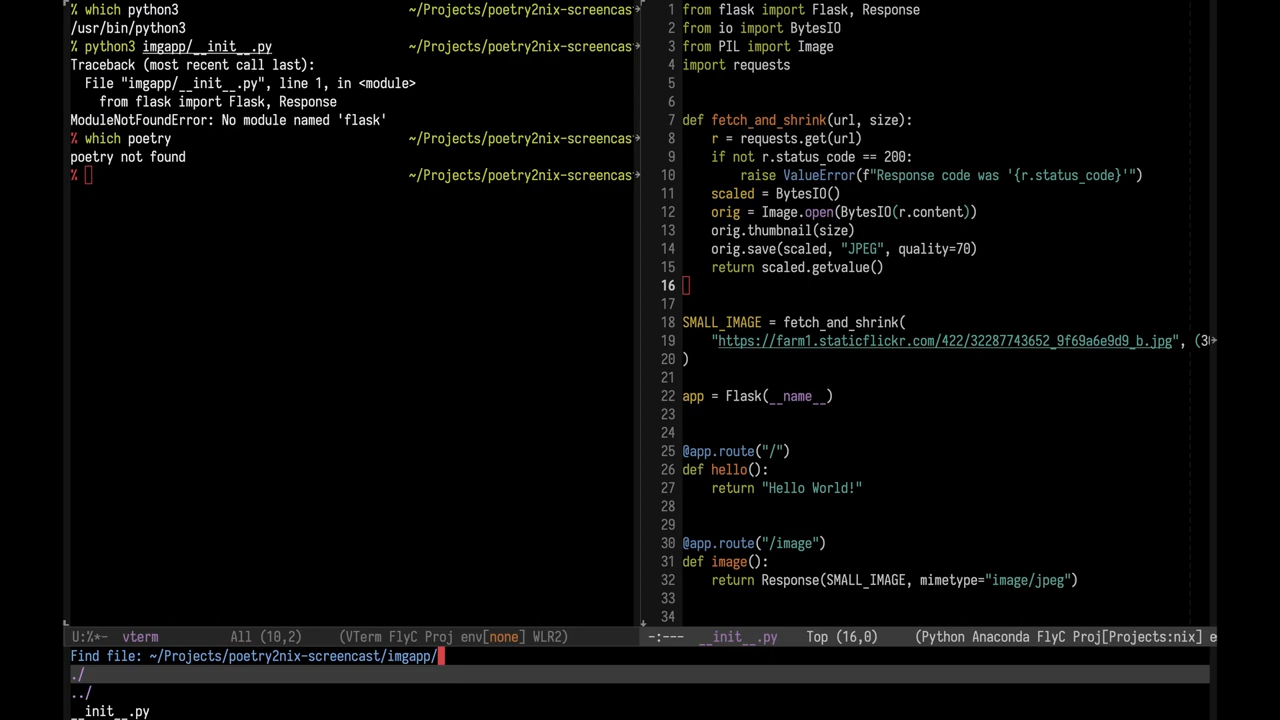 % which python3 ~/Projects/poetry2nix-screencas
/usr/bin/python3
% python3 imgapp/__init__.py ~/Projects/poetry2nix-screencas
Traceback (most recent call last):
  File "imgapp/__init__.py", line 1, in <module>
    from flask import Flask, Response
ModuleNotFoundError: No module named 'flask'
% which poetry ~/Projects/poetry2nix-screencas
poetry not found
% ~/Projects/poetry2nix-screencas
1 from flask import Flask, Response
2 from io import BytesIO
3 from PIL import Image
4 import requests
5
6
7 def fetch_and_shrink(url, size):
8     r = requests.get(url)
9     if not r.status_code == 200:
10         raise ValueError(f"Response code was '{r.status_code}'")
11     scaled = BytesIO()
12     orig = Image.open(BytesIO(r.content))
13     orig.thumbnail(size)
14     orig.save(scaled, "JPEG", quality=70)
15     return scaled.getvalue()
16
17
18 SMALL_IMAGE = fetch_and_shrink(
19     "https://farm1.staticflickr.com/422/32287743652_9f69a6e9d9_b.jpg", (30
20 )
21
22 app = Flask(__name__)
23
24
25 @app.route("/")
26 def hello():
27     return "Hello World!"
28
29
30 @app.route("/image")
31 def image():
32     return Response(SMALL_IMAGE, mimetype="image/jpeg")
33
34
U:%*- vterm All (10,2) (VTerm FlyC Proj env[none] WLR2)
-:--- __init__.py Top (16,0) (Python Anaconda FlyC Proj[Projects:nix] e
Find file: ~/Projects/poetry2nix-screencast/imgapp/
./
../
__init__.py